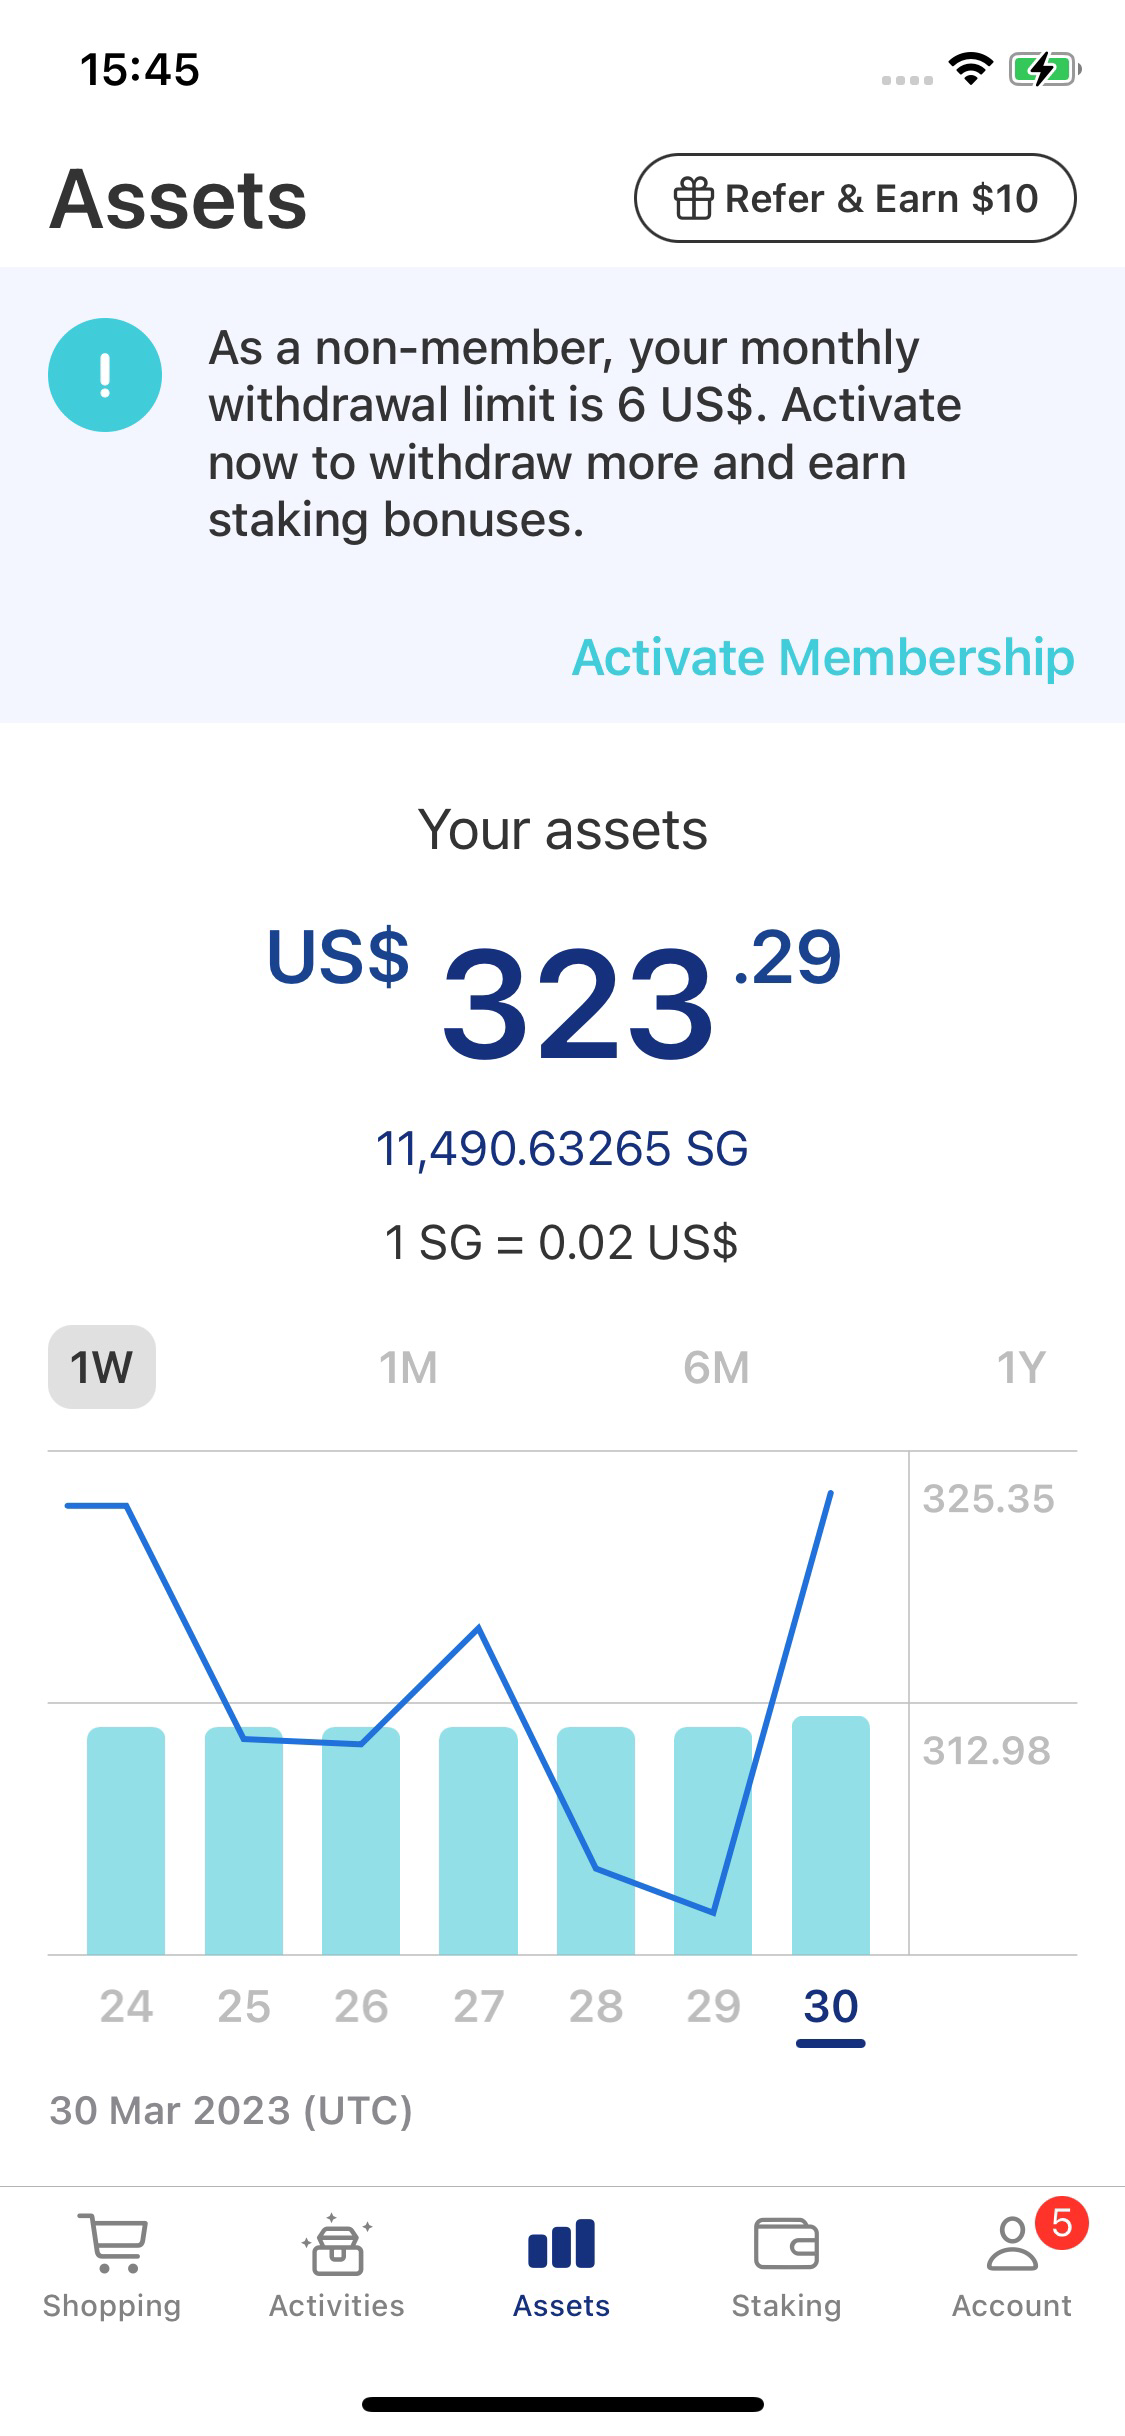 15:45
Assets
Refer & Earn $10
As a non-member, your monthly
withdrawal limit is 6 US$. Activate
now to withdraw more and earn
staking bonuses.
Activate Membership
Your assets
US$ 323.29
11,490.63265 SG
1 SG = 0.02 US$
1W 1M 6M 1Y
325.35
312.98
24 25 26 27 28 29 30
30 Mar 2023 (UTC)
5
Shopping Activities Assets Staking Account